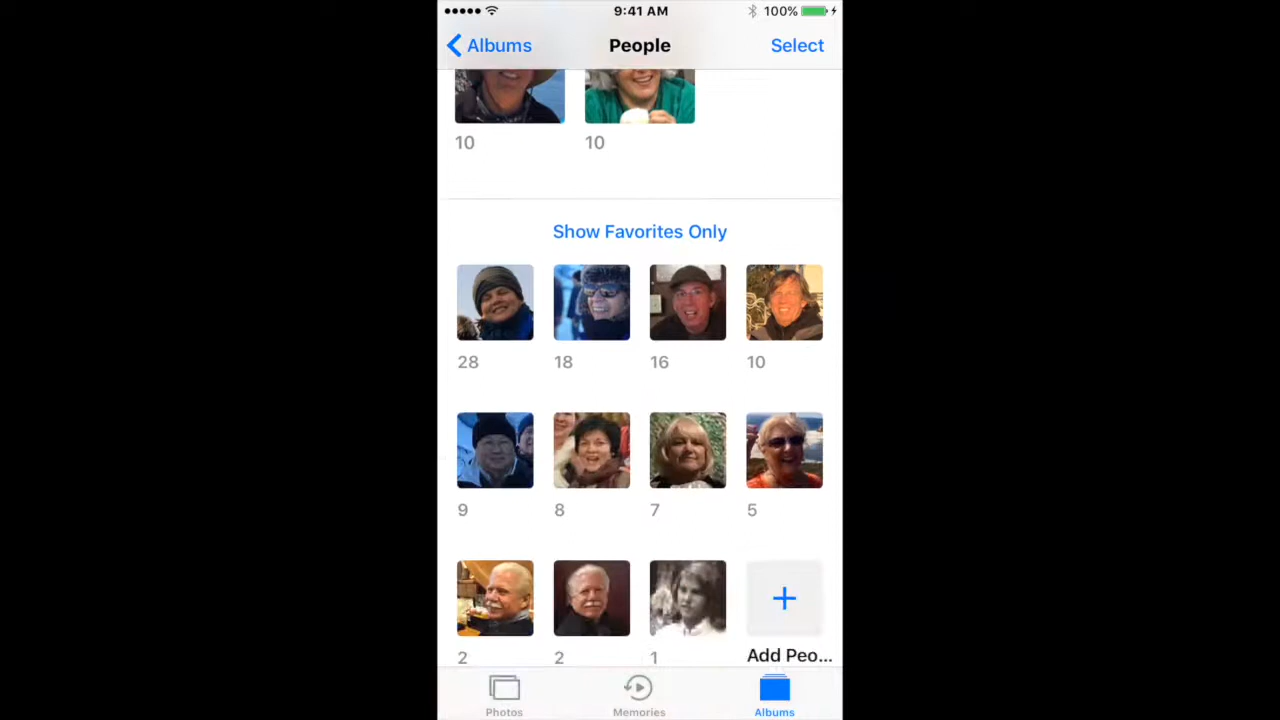 9:41 AM 100%
Albums People Select
10 10
Show Favorites Only
28 18 16 10
9 8 7 5
2 2 1 Add Peo...
Photos Memories Albums